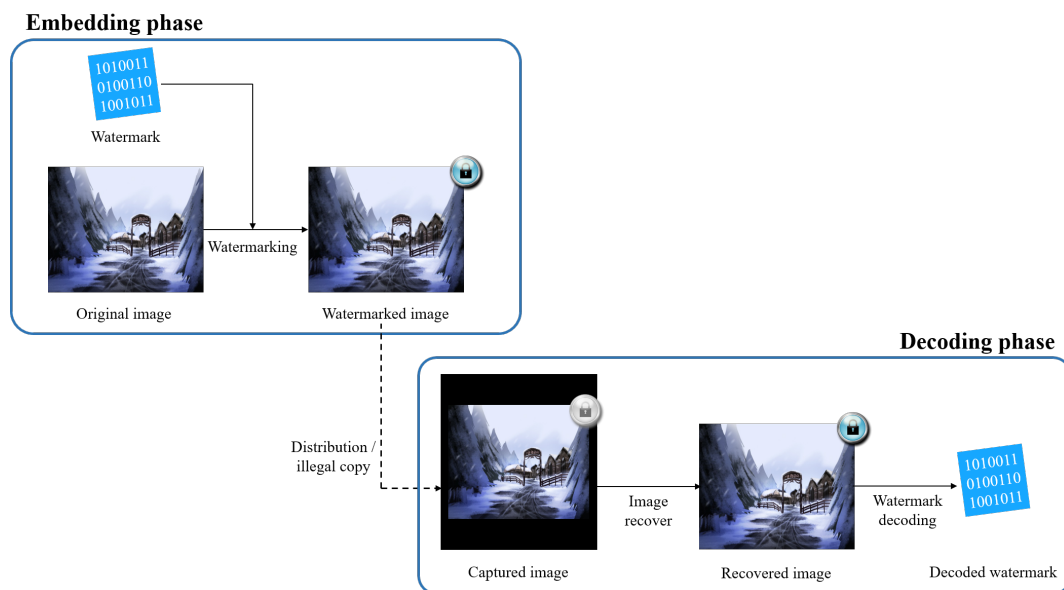 Embedding phase
1010011
0100110
1001011
Watermark
Watermarking
Original image
Watermarked image
Distribution /
illegal copy
Decoding phase
Image
recover
Watermark
decoding
1010011
0100110
1001011
Captured image
Recovered image
Decoded watermark